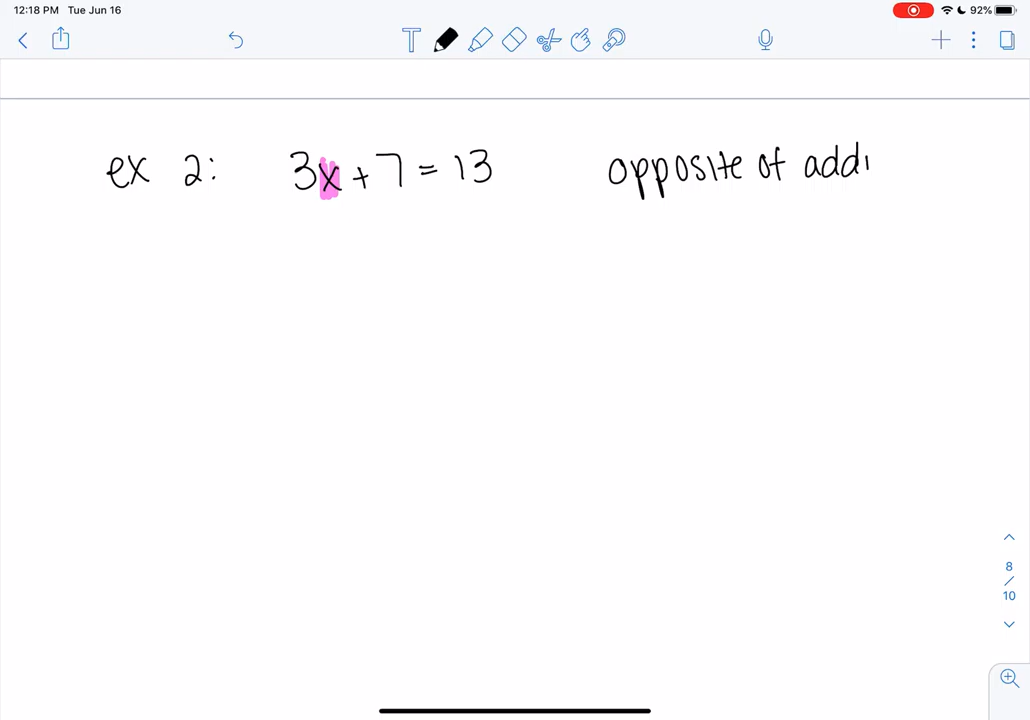 12:18 PM Tue Jun 16 92%
T
ex 2: 3x + 7 = 13 opposite of addi
8
/
10